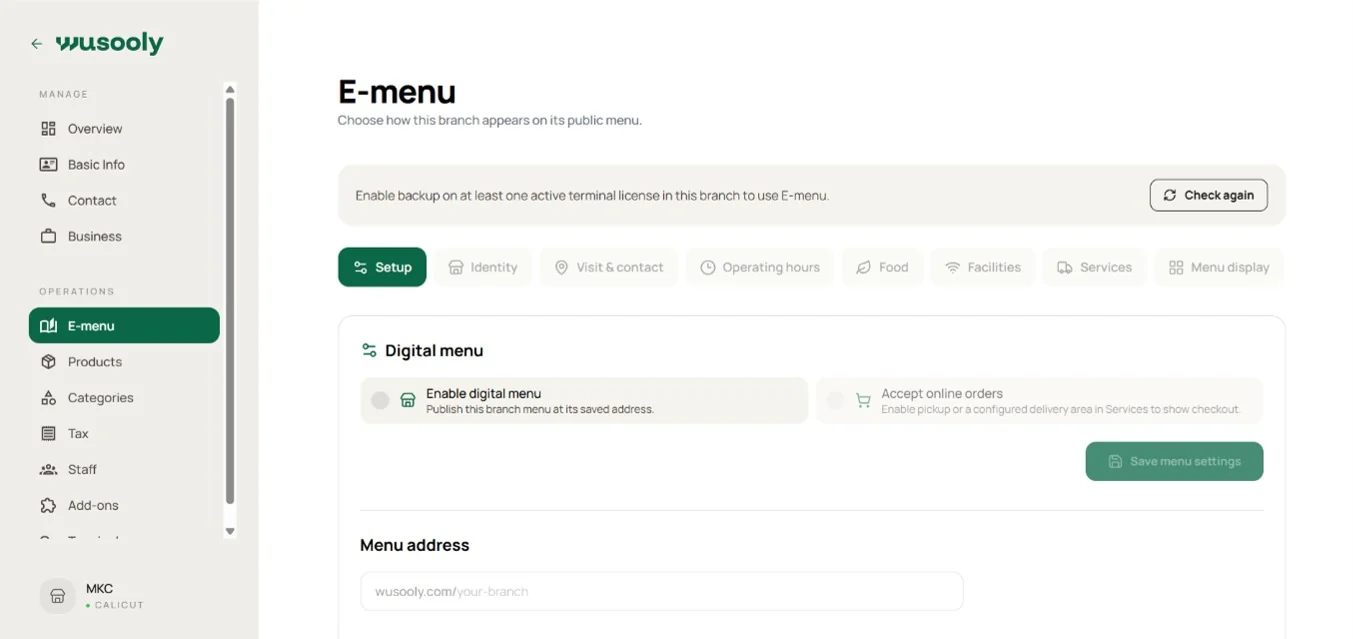 wusooly
MANAGE
Overview
Basic Info
Contact
Business
OPERATIONS
E-menu
Products
Categories
Tax
Staff
Add-ons
MKC
CALICUT
E-menu
Choose how this branch appears on its public menu.
Enable backup on at least one active terminal license in this branch to use E-menu.
Check again
Setup
Identity
Visit & contact
Operating hours
Food
Facilities
Services
Menu display
Digital menu
Enable digital menu
Publish this branch menu at its saved address.
Accept online orders
Enable pickup or a configured delivery area in Services to show checkout.
Save menu settings
Menu address
wusooly.com/your-branch